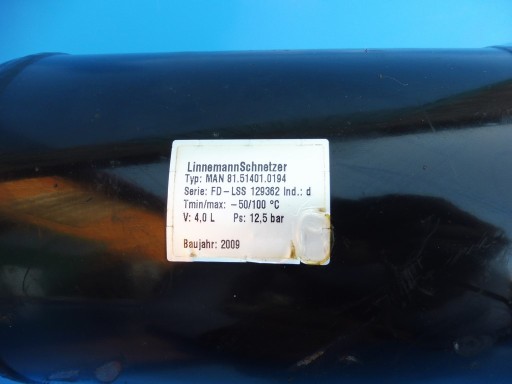 LinnemannSchnetzer
Typ: MAN 81.51401.0194
Serie: FD-LSS 129362 Ind.: d
Tmin/max: -50/100 °C
V: 4,0 L Ps: 12,5 bar
Baujahr: 2009